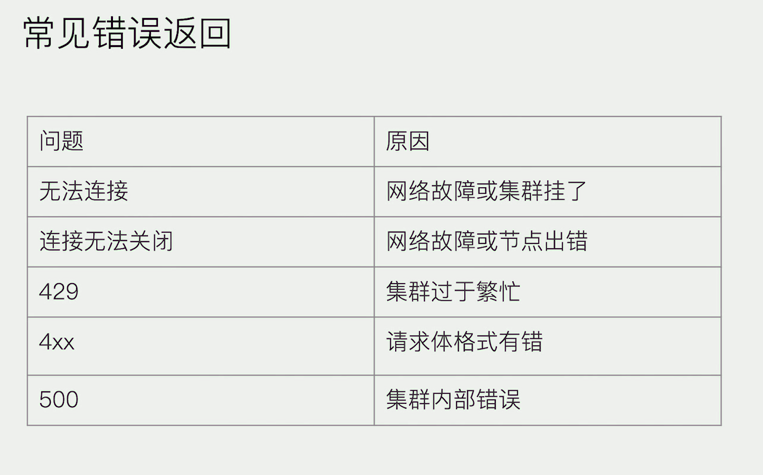 常见错误返回
问题 原因
无法连接 网络故障或集群挂了
连接无法关闭 网络故障或节点出错
429 集群过于繁忙
4xx 请求体格式有错
500 集群内部错误